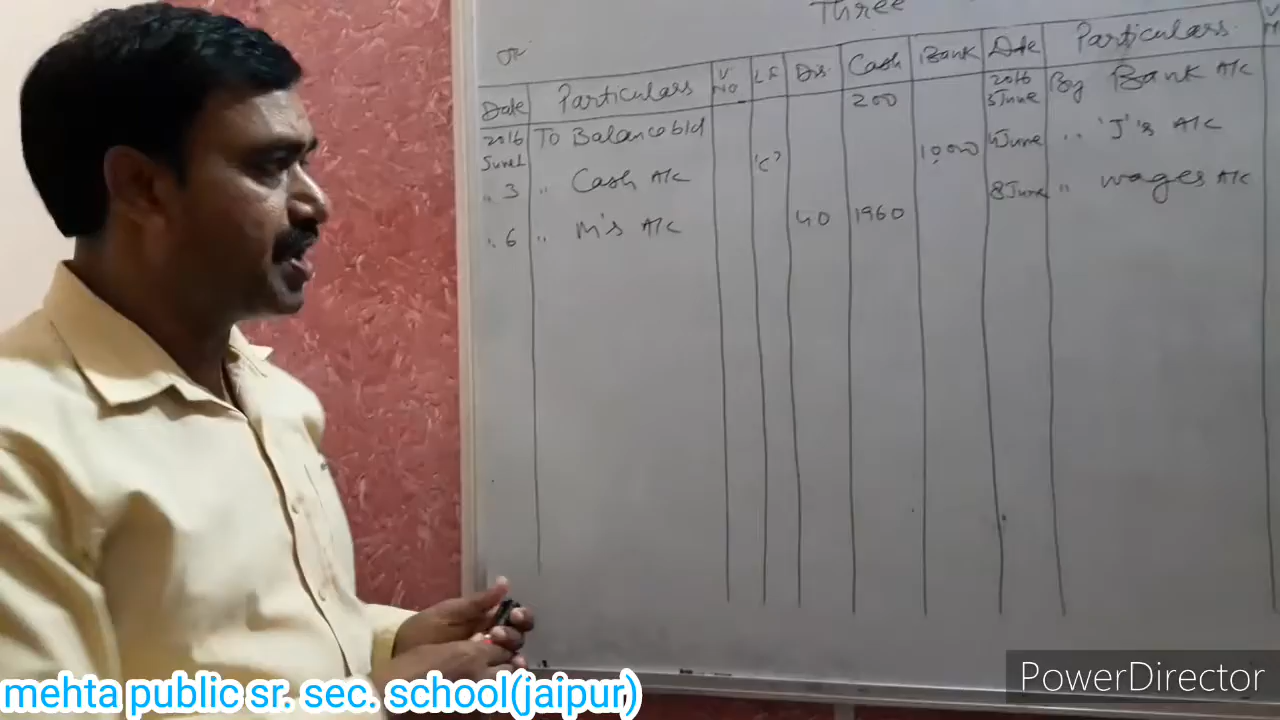 Three
Dr.
Date Particulars V No L F Dis. Cash Bank Date Particulars V No
2016 June 1 To Balance b/d 200 2016 3 June By Bank A/c
" 3 " Cash A/c 'C' 1000 4 June " 'J's A/c
" 6 " M's A/c 40 1960 8 June " wages A/c
mehta public sr. sec. school(jaipur)
PowerDirector